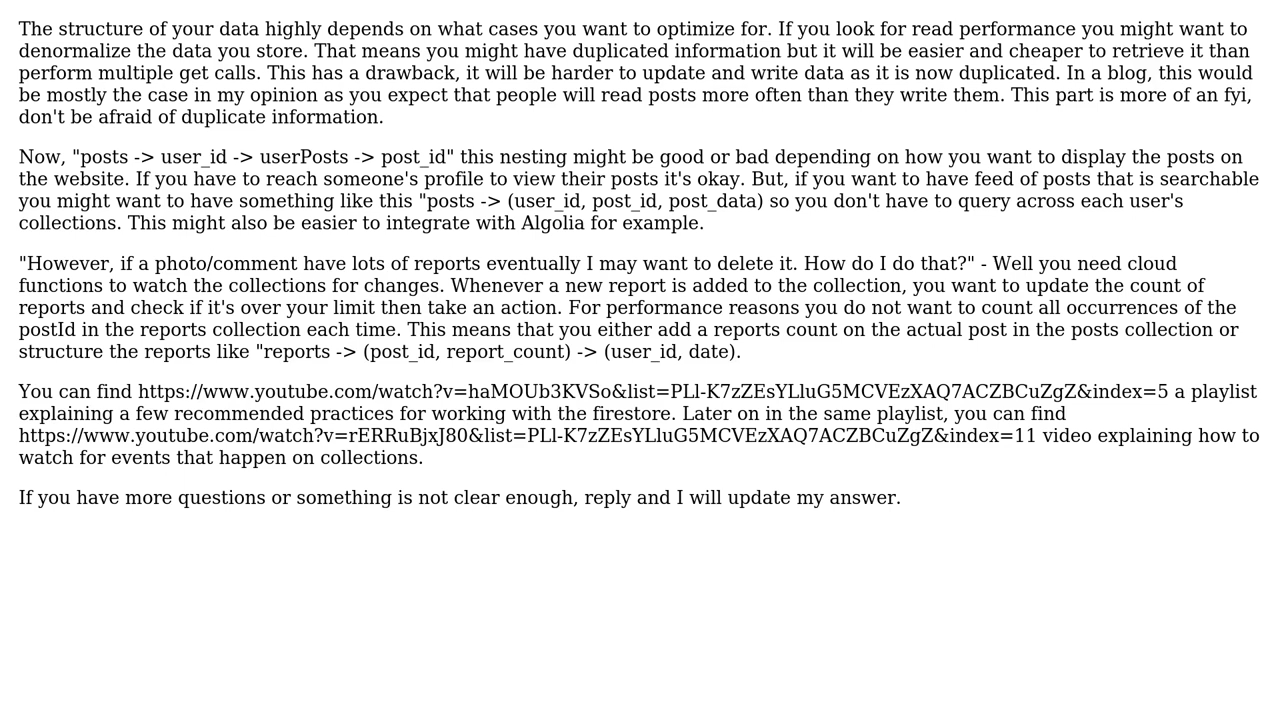 The structure of your data highly depends on what cases you want to optimize for. If you look for read performance you might want to
denormalize the data you store. That means you might have duplicated information but it will be easier and cheaper to retrieve it than
perform multiple get calls. This has a drawback, it will be harder to update and write data as it is now duplicated. In a blog, this would
be mostly the case in my opinion as you expect that people will read posts more often than they write them. This part is more of an fyi,
don't be afraid of duplicate information.
Now, "posts -> user_id -> userPosts -> post_id" this nesting might be good or bad depending on how you want to display the posts on
the website. If you have to reach someone's profile to view their posts it's okay. But, if you want to have feed of posts that is searchable
you might want to have something like this "posts -> (user_id, post_id, post_data) so you don't have to query across each user's
collections. This might also be easier to integrate with Algolia for example.
"However, if a photo/comment have lots of reports eventually I may want to delete it. How do I do that?" - Well you need cloud
functions to watch the collections for changes. Whenever a new report is added to the collection, you want to update the count of
reports and check if it's over your limit then take an action. For performance reasons you do not want to count all occurrences of the
postId in the reports collection each time. This means that you either add a reports count on the actual post in the posts collection or
structure the reports like "reports -> (post_id, report_count) -> (user_id, date).
You can find https://www.youtube.com/watch?v=haMOUb3KVSo&list=PLl-K7zZEsYLluG5MCVEzXAQ7ACZBCuZgZ&index=5 a playlist
explaining a few recommended practices for working with the firestore. Later on in the same playlist, you can find
https://www.youtube.com/watch?v=rERRuBjxJ80&list=PLl-K7zZEsYLluG5MCVEzXAQ7ACZBCuZgZ&index=11 video explaining how to
watch for events that happen on collections.
If you have more questions or something is not clear enough, reply and I will update my answer.